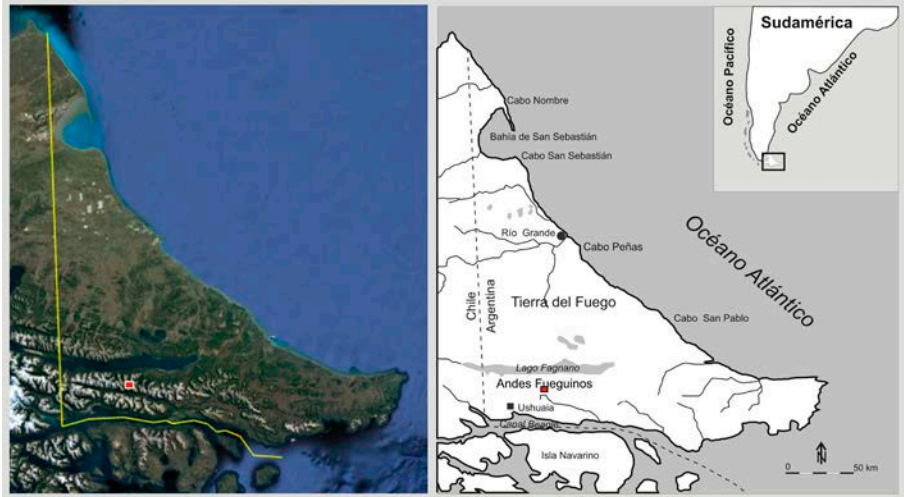 Sudamérica
Océano Pacífico
Océano Atlántico
Cabo Nombre
Bahía de San Sebastián
Cabo San Sebastián
Río Grande
Cabo Peñas
Océano Atlántico
Chile
Argentina
Tierra del Fuego
Cabo San Pablo
Lago Fagnano
Andes Fueguinos
Ushuaia
Canal Beagle
Isla Navarino
N
0 50 km